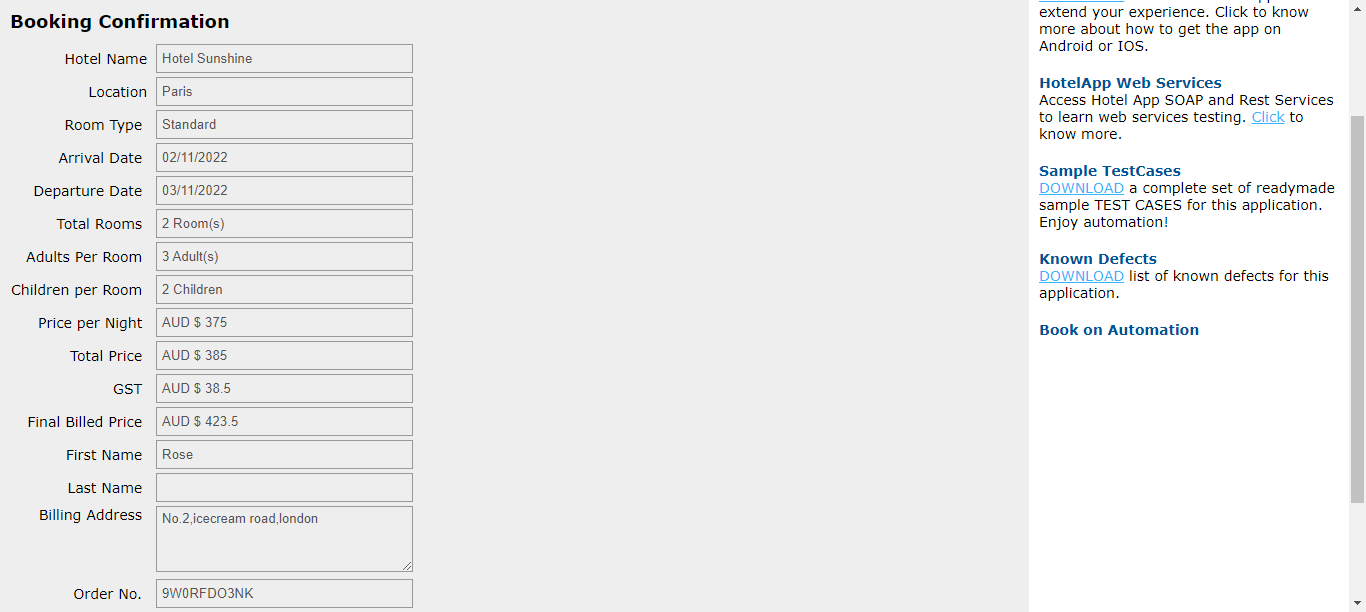 Booking Confirmation
Hotel Name Hotel Sunshine
Location Paris
Room Type Standard
Arrival Date 02/11/2022
Departure Date 03/11/2022
Total Rooms 2 Room(s)
Adults Per Room 3 Adult(s)
Children per Room 2 Children
Price per Night AUD $ 375
Total Price AUD $ 385
GST AUD $ 38.5
Final Billed Price AUD $ 423.5
First Name Rose
Last Name
Billing Address No.2,icecream road,london
Order No. 9W0RFDO3NK
extend your experience. Click to know
more about how to get the app on
Android or IOS.
HotelApp Web Services
Access Hotel App SOAP and Rest Services
to learn web services testing. Click to
know more.
Sample TestCases
DOWNLOAD a complete set of readymade
sample TEST CASES for this application.
Enjoy automation!
Known Defects
DOWNLOAD list of known defects for this
application.
Book on Automation